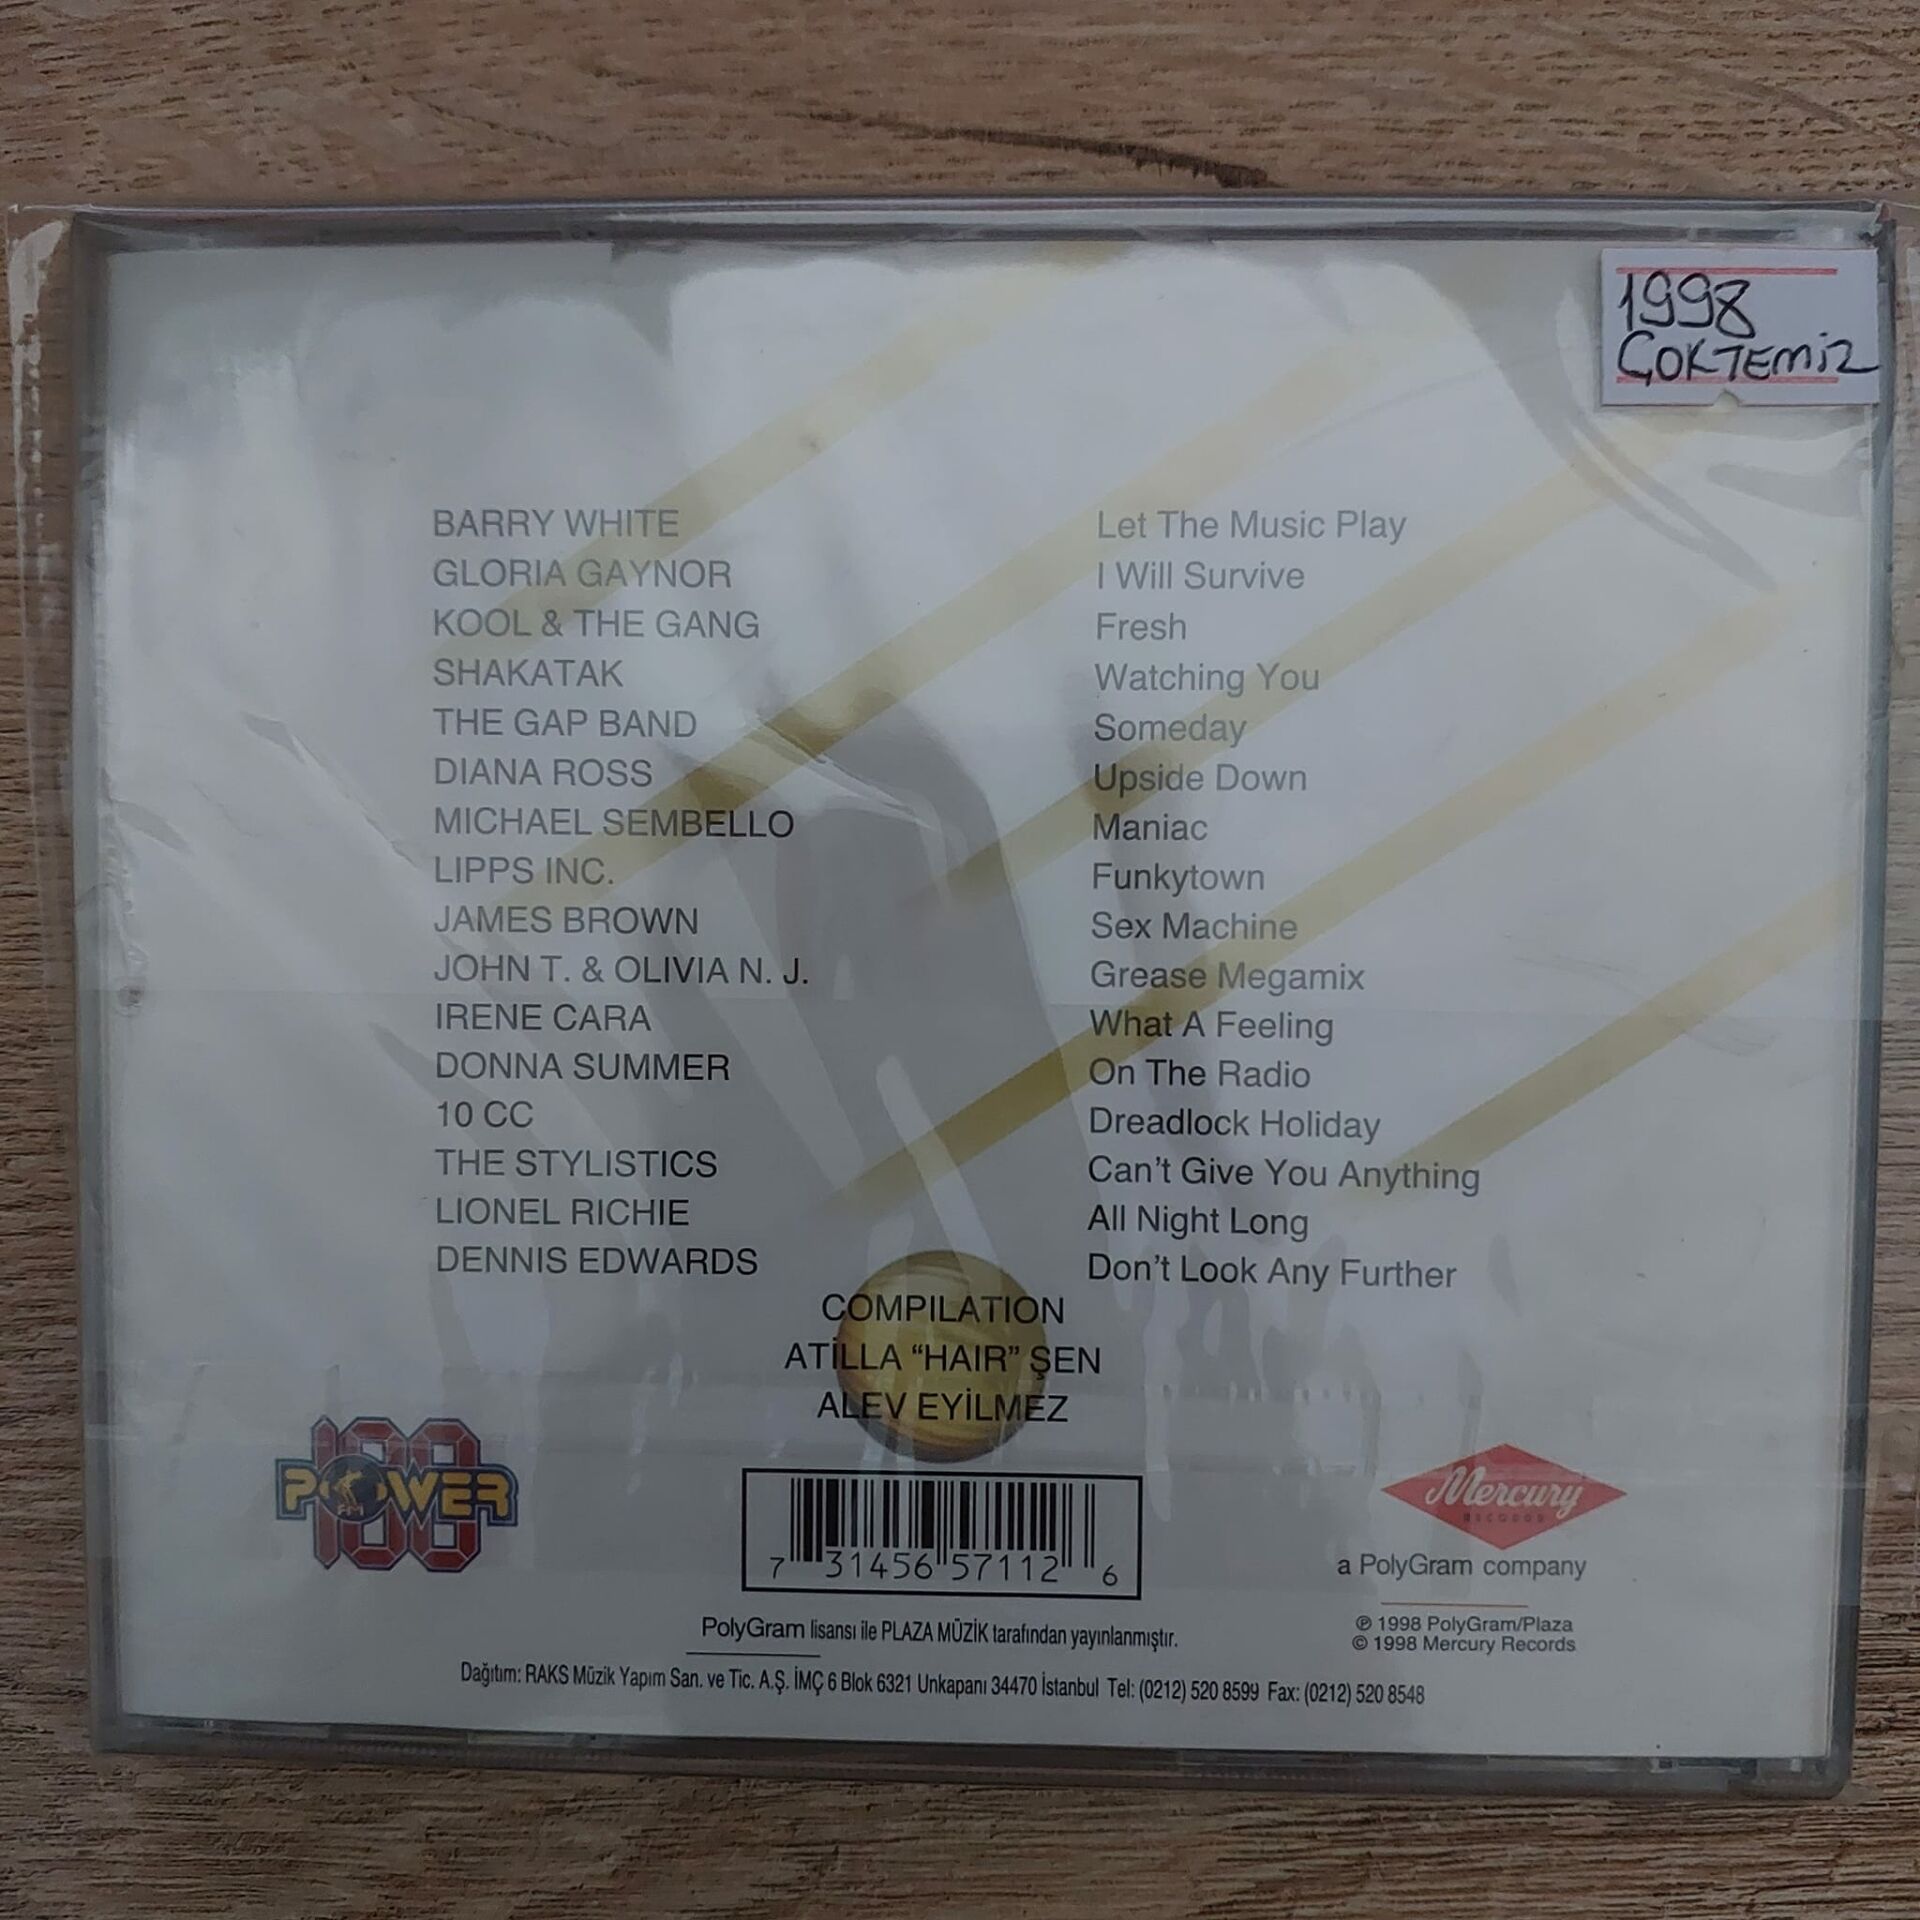 1998
ÇOK TEMİZ
BARRY WHITE Let The Music Play
GLORIA GAYNOR I Will Survive
KOOL & THE GANG Fresh
SHAKATAK Watching You
THE GAP BAND Someday
DIANA ROSS Upside Down
MICHAEL SEMBELLO Maniac
LIPPS INC. Funkytown
JAMES BROWN Sex Machine
JOHN T. & OLIVIA N. J. Grease Megamix
IRENE CARA What A Feeling
DONNA SUMMER On The Radio
10 CC Dreadlock Holiday
THE STYLISTICS Can't Give You Anything
LIONEL RICHIE All Night Long
DENNIS EDWARDS Don't Look Any Further
COMPILATION
ATİLLA “HAIR” ŞEN
ALEV EYİLMEZ
100
POWER
FM
7 31456 57112 6
Mercury
RECORDS
a PolyGram company
℗ 1998 PolyGram/Plaza
© 1998 Mercury Records
PolyGram lisansı ile PLAZA MÜZİK tarafından yayınlanmıştır.
Dağıtım: RAKS Müzik Yapım San. ve Tic. A.Ş. İMÇ 6 Blok 6321 Unkapanı 34470 İstanbul Tel: (0212) 520 8599 Fax: (0212) 520 8548